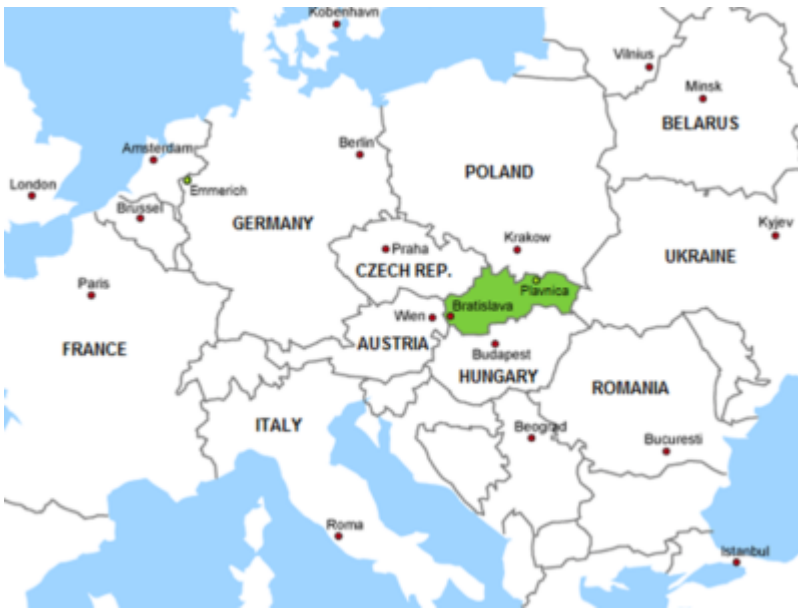 Kobenhavn
Vilnius
Minsk
BELARUS
Amsterdam
Berlin
London
Emmerich
POLAND
Brussel
GERMANY
Kyjev
Krakow
Praha
UKRAINE
CZECH REP.
Plavnica
Paris
Bratislava
Wien
FRANCE
AUSTRIA
Budapest
HUNGARY
ROMANIA
ITALY
Beograd
Bucuresti
Roma
Istanbul